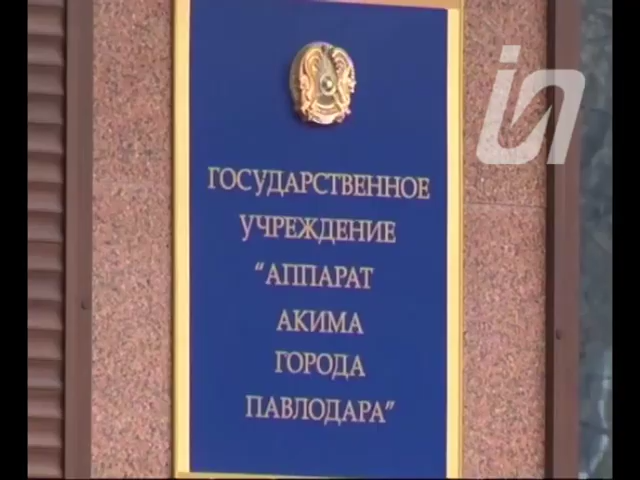 ГОСУДАРСТВЕННОЕ
УЧРЕЖДЕНИЕ
“АППАРАТ
АКИМА
ГОРОДА
ПАВЛОДАРА”